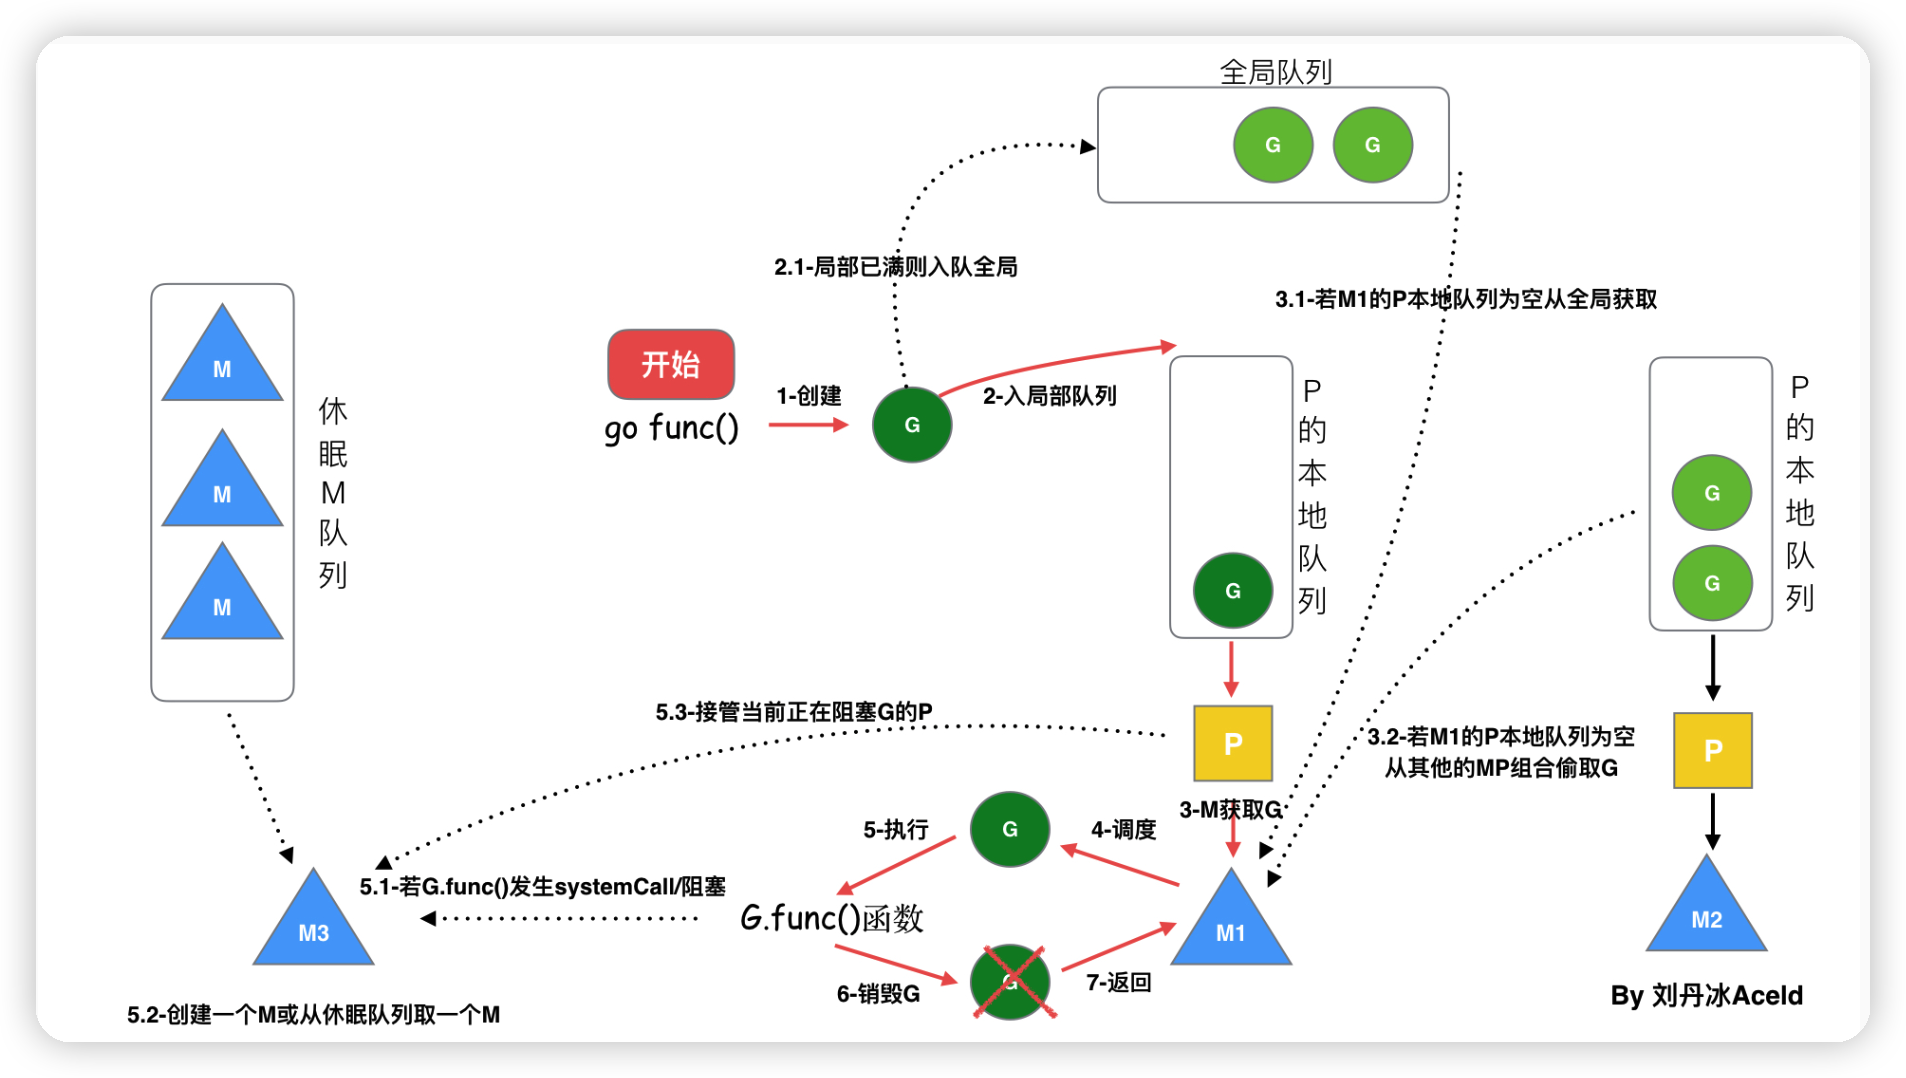 全局队列
G
G
2.1-局部已满则入队全局
3.1-若M1的P本地队列为空从全局获取
M
M
M
休眠M队列
开始
go func()
1-创建
G
2-入局部队列
G
P的本地队列
G
G
P的本地队列
5.3-接管当前正在阻塞G的P
P
3-M获取G
3.2-若M1的P本地队列为空
从其他的MP组合偷取G
P
G
5-执行
4-调度
5.1-若G.func()发生systemCall/阻塞
G.func()函数
M3
M1
M2
6-销毁G
G
7-返回
5.2-创建一个M或从休眠队列取一个M
By 刘丹冰Aceld